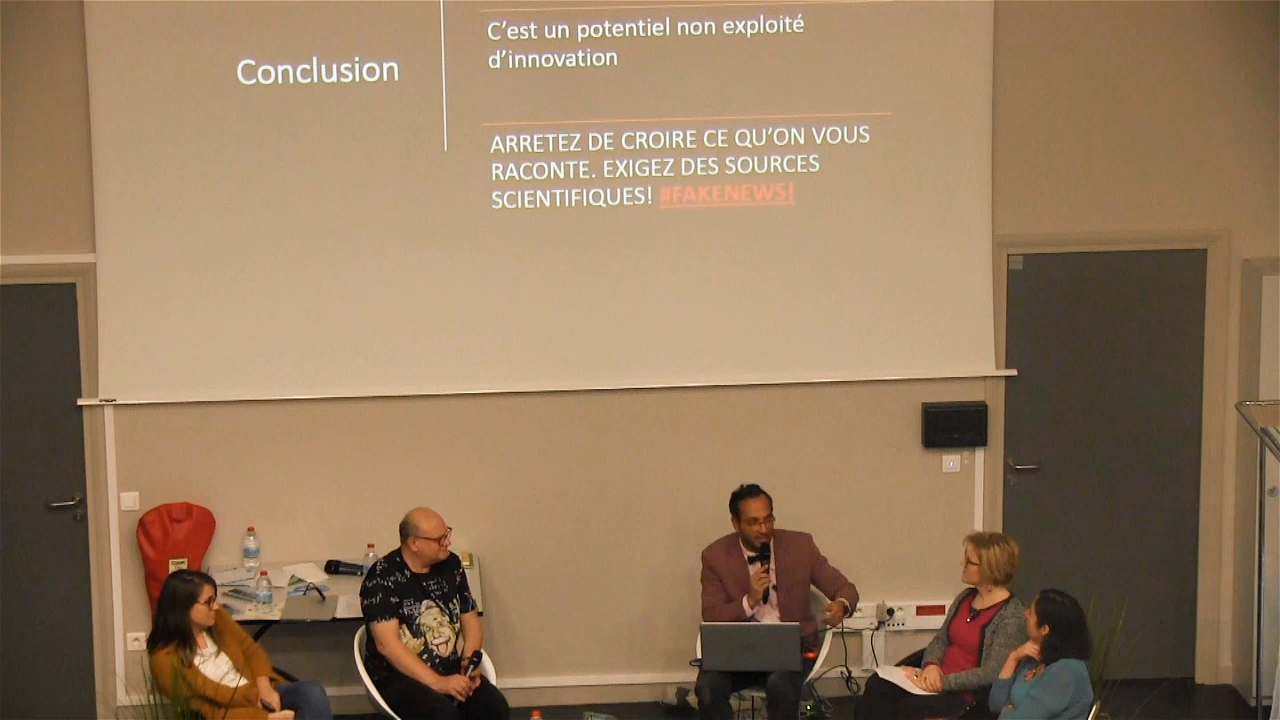 Conclusion
C'est un potentiel non exploité
d'innovation
ARRETEZ DE CROIRE CE QU'ON VOUS
RACONTE. EXIGEZ DES SOURCES
SCIENTIFIQUES! #FAKENEWS!